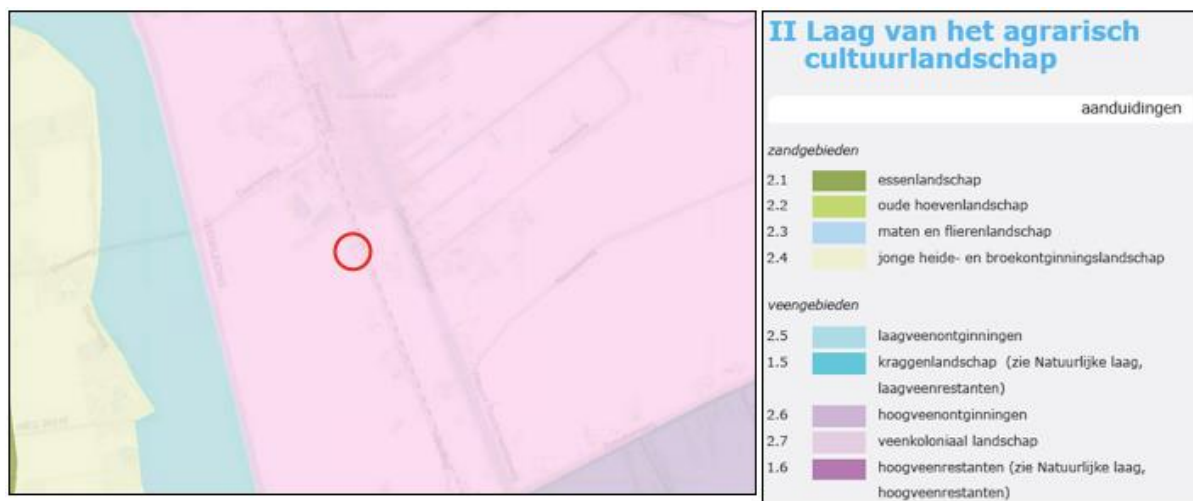 II Laag van het agrarisch
cultuurlandschap
aanduidingen
zandgebieden
2.1 essenlandschap
2.2 oude hoevenlandschap
2.3 maten en flierenlandschap
2.4 jonge heide- en broekontginningslandschap
veengebieden
2.5 laagveenontginningen
1.5 kraggenlandschap (zie Natuurlijke laag,
laagveenrestanten)
2.6 hoogveenontginningen
2.7 veenkoloniaal landschap
1.6 hoogveenrestanten (zie Natuurlijke laag,
hoogveenrestanten)